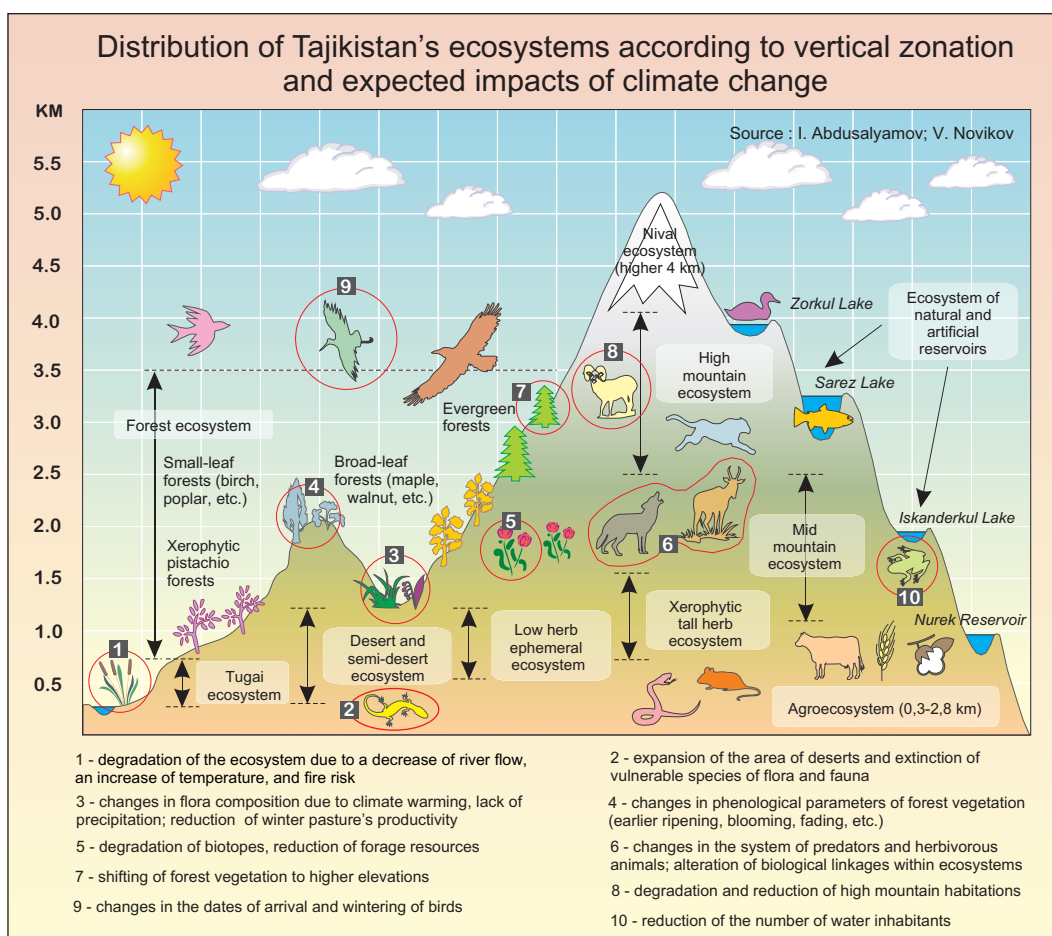 Distribution of Tajikistan's ecosystems according to vertical zonation
and expected impacts of climate change
KM
Source : I. Abdusalyamov; V. Novikov
5.5
5.0
4.5
4.0
3.5
3.0
2.5
2.0
1.5
1.0
0.5
Nival
ecosystem
(higher 4 km)
9
Zorkul Lake
Ecosystem of
natural and
artificial
reservoirs
8
High
mountain
ecosystem
Sarez Lake
7
Evergreen
forests
Forest ecosystem
Small-leaf
forests (birch,
poplar, etc.)
Broad-leaf
forests (maple,
walnut, etc.)
4
5
6
Iskanderkul Lake
Mid
mountain
ecosystem
Xerophytic
pistachio
forests
3
10
Nurek Reservoir
1
Tugai
ecosystem
Desert and
semi-desert
ecosystem
Low herb
ephemeral
ecosystem
Xerophytic
tall herb
ecosystem
2
Agroecosystem (0,3-2,8 km)
1 - degradation of the ecosystem due to a decrease of river flow,
an increase of temperature, and fire risk
2 - expansion of the area of deserts and extinction of
vulnerable species of flora and fauna
3 - changes in flora composition due to climate warming, lack of
precipitation; reduction of winter pasture's productivity
4 - changes in phenological parameters of forest vegetation
(earlier ripening, blooming, fading, etc.)
5 - degradation of biotopes, reduction of forage resources
6 - changes in the system of predators and herbivorous
animals; alteration of biological linkages within ecosystems
7 - shifting of forest vegetation to higher elevations
8 - degradation and reduction of high mountain habitations
9 - changes in the dates of arrival and wintering of birds
10 - reduction of the number of water inhabitants